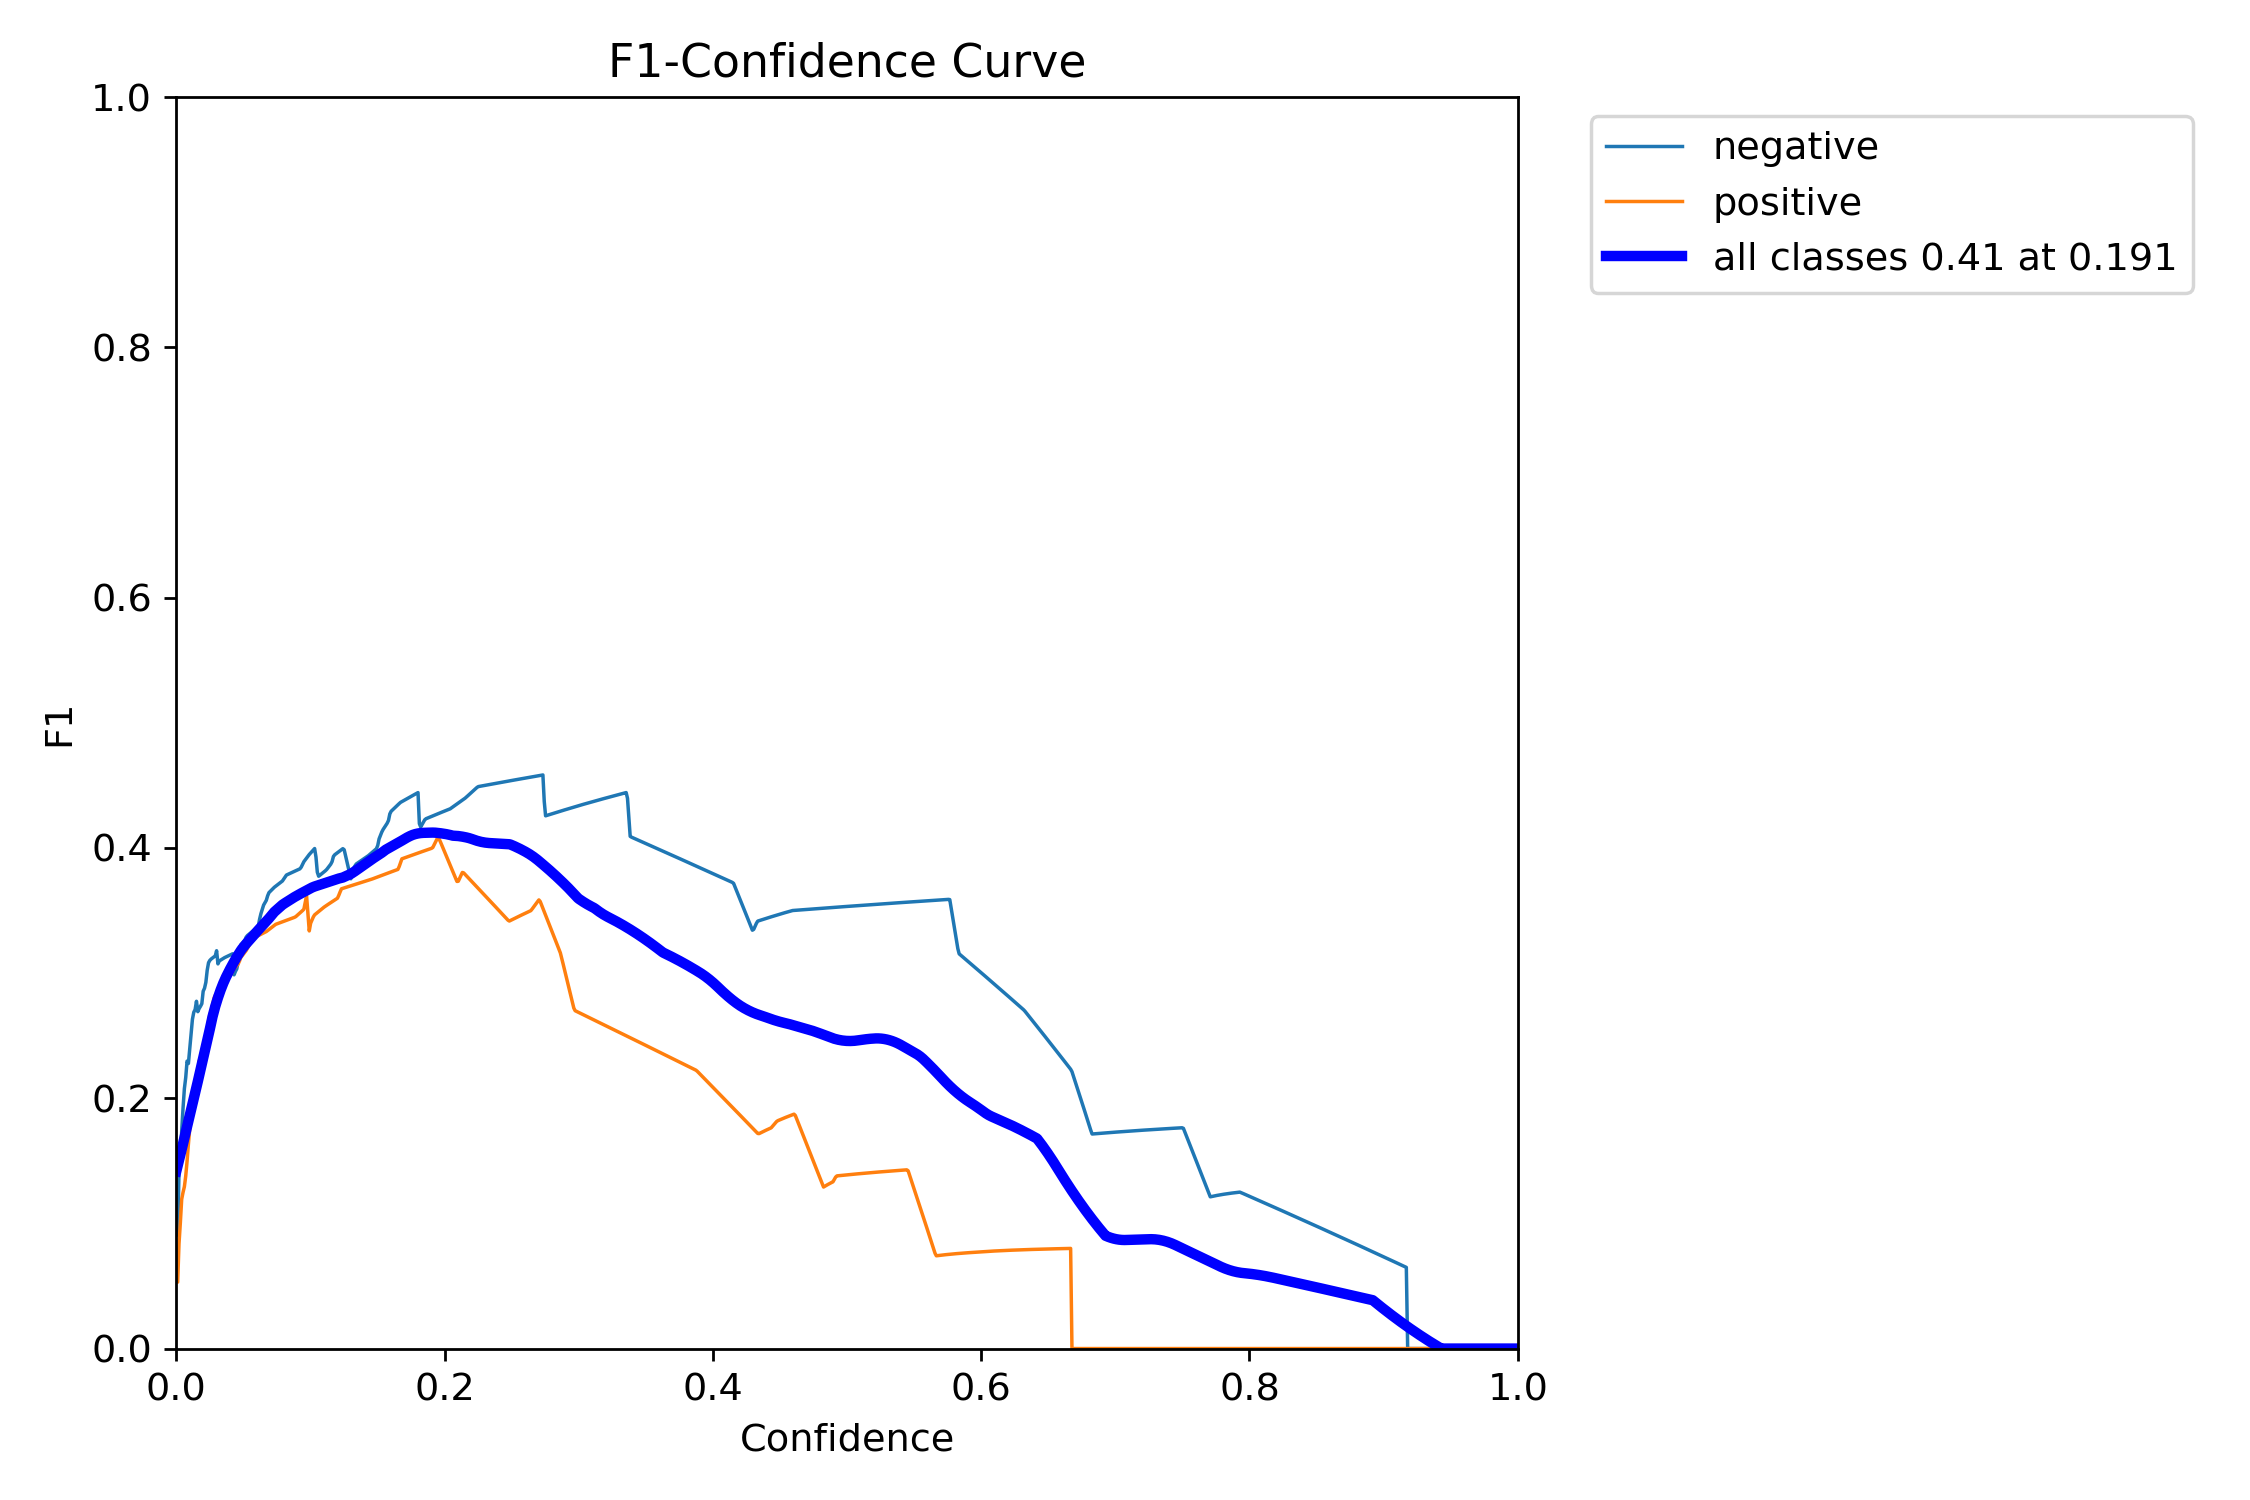 F1-Confidence Curve
1.0
0.8
0.6
0.4
0.2
0.0
F1
0.0 0.2 0.4 0.6 0.8 1.0
Confidence
negative
positive
all classes 0.41 at 0.191